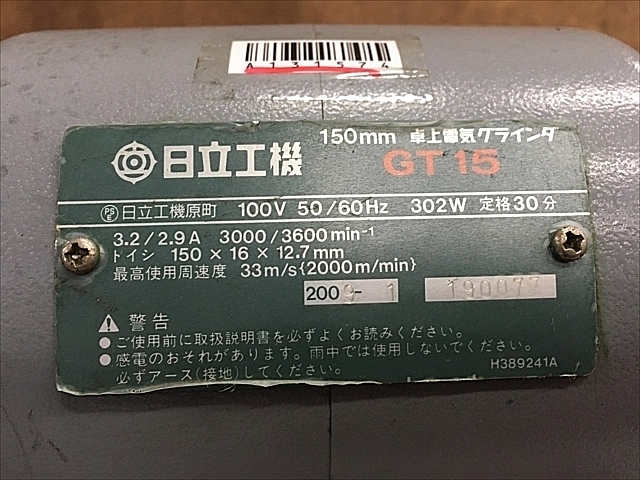 A131574
150mm 卓上電気グラインダ
日立工機 GT15
PSE 日立工機原町 100V 50/60Hz 302W 定格30分
3.2/2.9A 3000/3600min-1
トイシ 150×16×12.7mm
最高使用周速度 33m/s{2000m/min}
2009-1 190077
警告
●ご使用前に取扱説明書を必ずよくお読みください。
●感電のおそれがあります。雨中では使用しないでください。
必ずアース(接地)してください。
H389241A